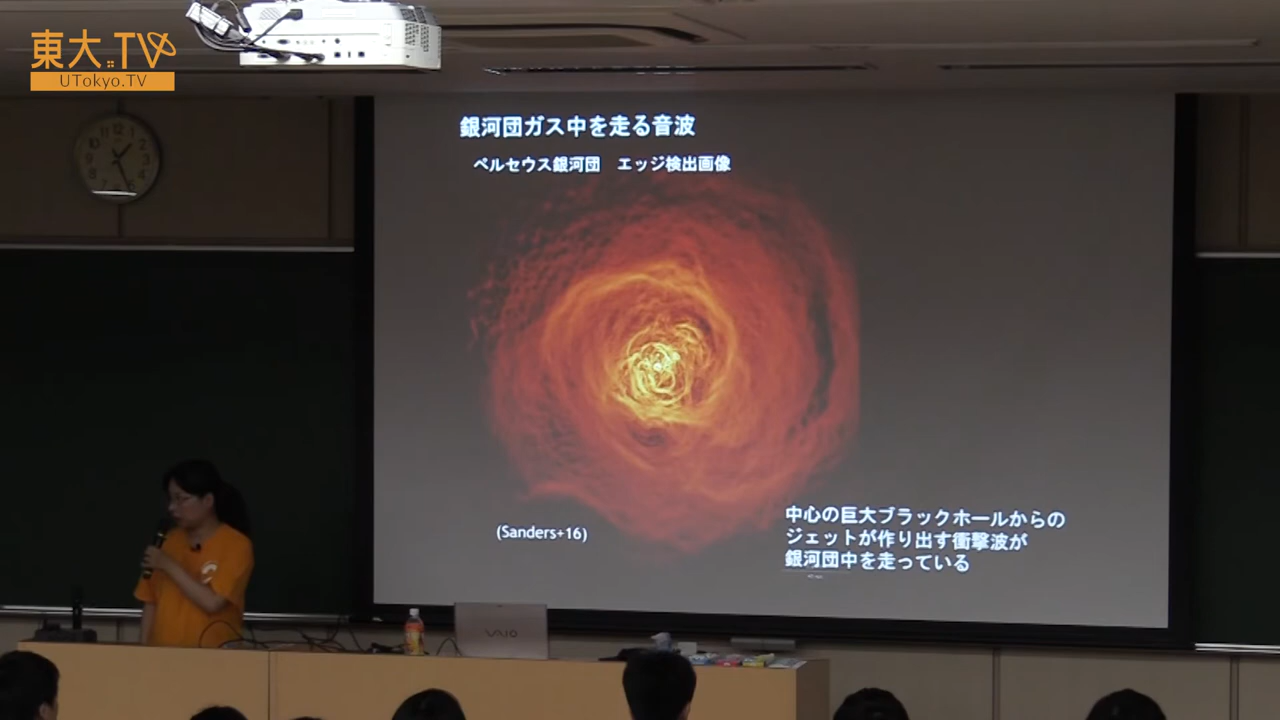 東大.TV
UTokyo.TV
銀河団ガス中を走る音波
ペルセウス銀河団 エッジ検出画像
(Sanders+16)
中心の巨大ブラックホールからの
ジェットが作り出す衝撃波が
銀河団中を走っている
VAIO